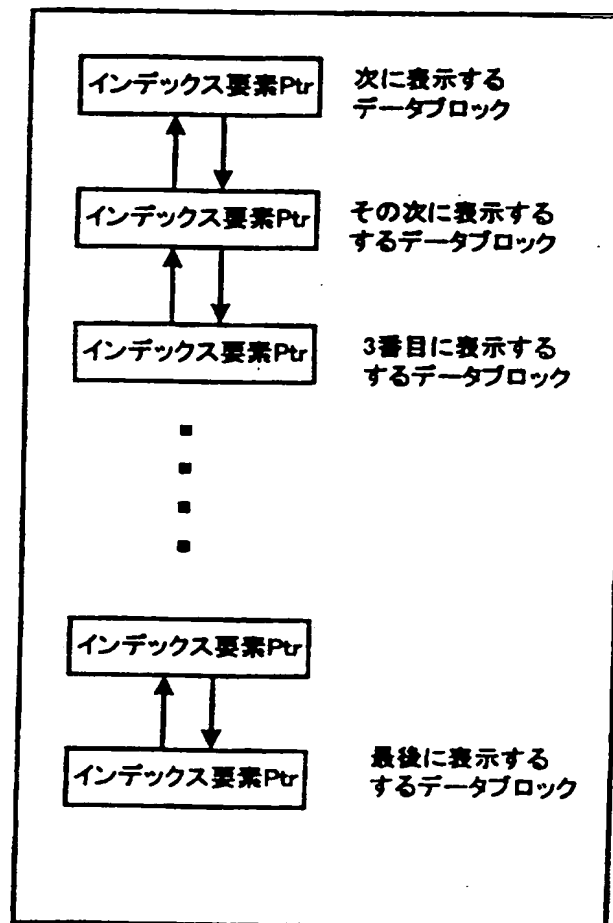 インデックス要素Ptr
次に表示する
データブロック
インデックス要素Ptr
その次に表示する
するデータブロック
インデックス要素Ptr
3番目に表示する
するデータブロック
インデックス要素Ptr
インデックス要素Ptr
最後に表示する
するデータブロック